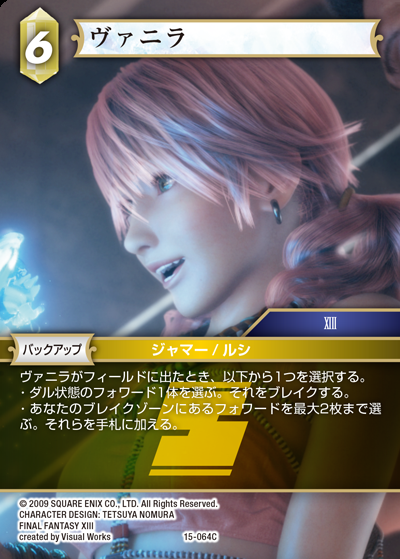 6
ヴァニラ
XIII
バックアップ
ジャマー / ルシ
ヴァニラがフィールドに出たとき、以下から1つを選択する。
・ダル状態のフォワード1体を選ぶ。それをブレイクする。
・あなたのブレイクゾーンにあるフォワードを最大2枚まで選
ぶ。それらを手札に加える。
© 2009 SQUARE ENIX CO., LTD. All Rights Reserved.
CHARACTER DESIGN: TETSUYA NOMURA
FINAL FANTASY XIII
created by Visual Works
15-064C